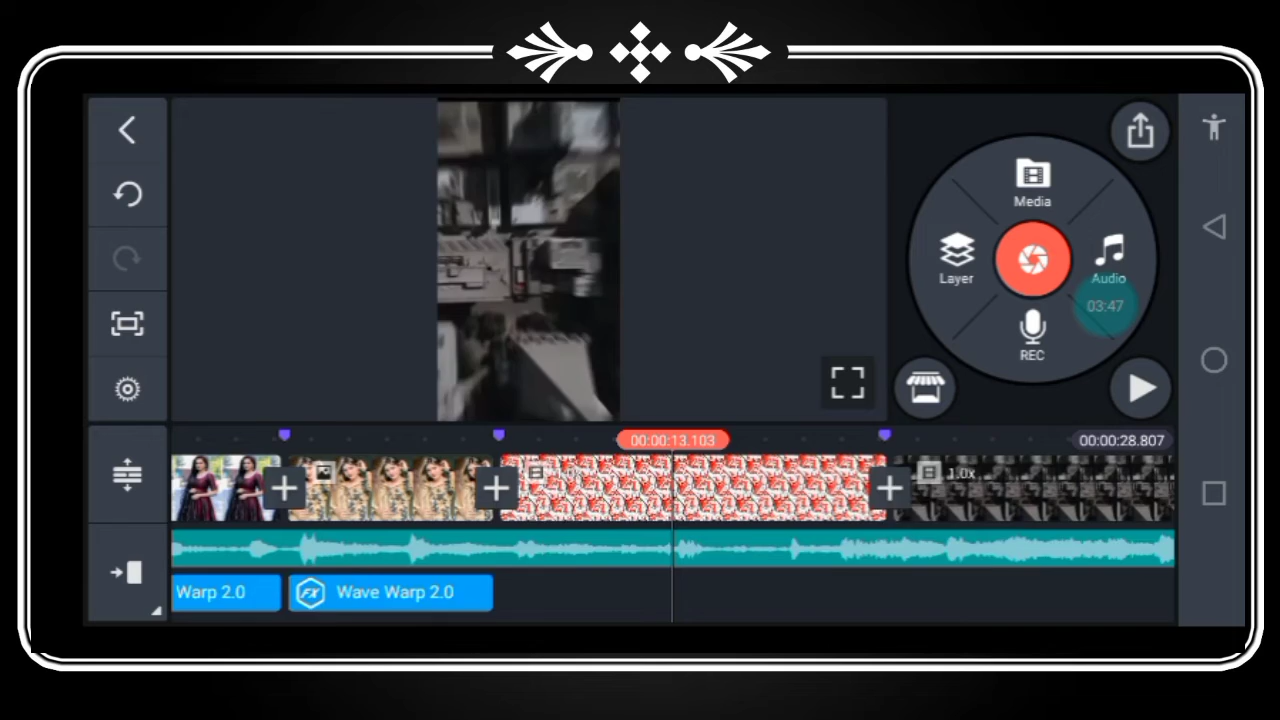 Media
Layer
Audio
03:47
REC
00:00:13.103
00:00:28.807
1.0x
Warp 2.0
FX
Wave Warp 2.0